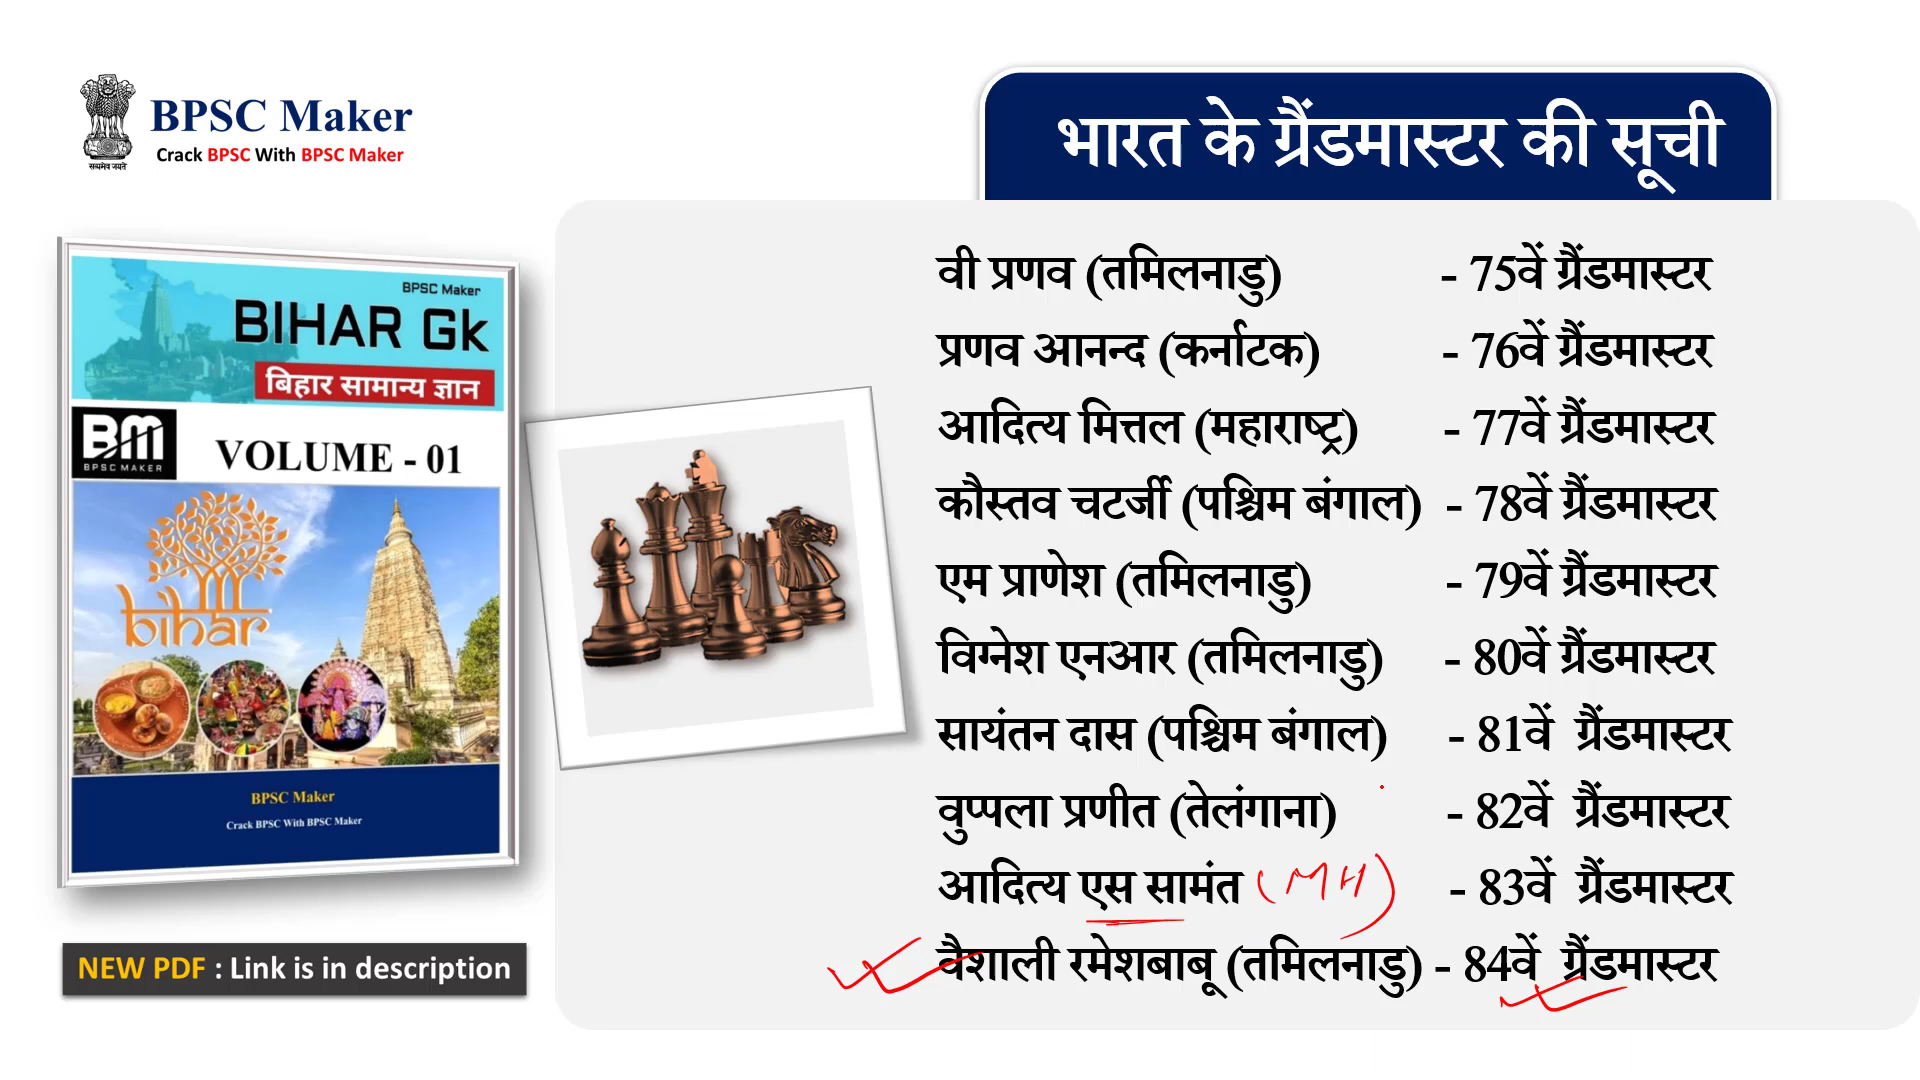 सत्यमेव जयते
BPSC Maker
Crack BPSC With BPSC Maker
भारत के ग्रैंडमास्टर की सूची
BPSC Maker
BIHAR Gk
बिहार सामान्य ज्ञान
BM
BPSC MAKER
VOLUME - 01
bihar
BPSC Maker
Crack BPSC With BPSC Maker
NEW PDF : Link is in description
वी प्रणव (तमिलनाडु) - 75वें ग्रैंडमास्टर
प्रणव आनन्द (कर्नाटक) - 76वें ग्रैंडमास्टर
आदित्य मित्तल (महाराष्ट्र) - 77वें ग्रैंडमास्टर
कौस्तव चटर्जी (पश्चिम बंगाल) - 78वें ग्रैंडमास्टर
एम प्राणेश (तमिलनाडु) - 79वें ग्रैंडमास्टर
विग्नेश एनआर (तमिलनाडु) - 80वें ग्रैंडमास्टर
सायंतन दास (पश्चिम बंगाल) - 81वें ग्रैंडमास्टर
वुप्पला प्रणीत (तेलंगाना) - 82वें ग्रैंडमास्टर
आदित्य एस सामंत (MH) - 83वें ग्रैंडमास्टर
वैशाली रमेशबाबू (तमिलनाडु) - 84वें ग्रैंडमास्टर